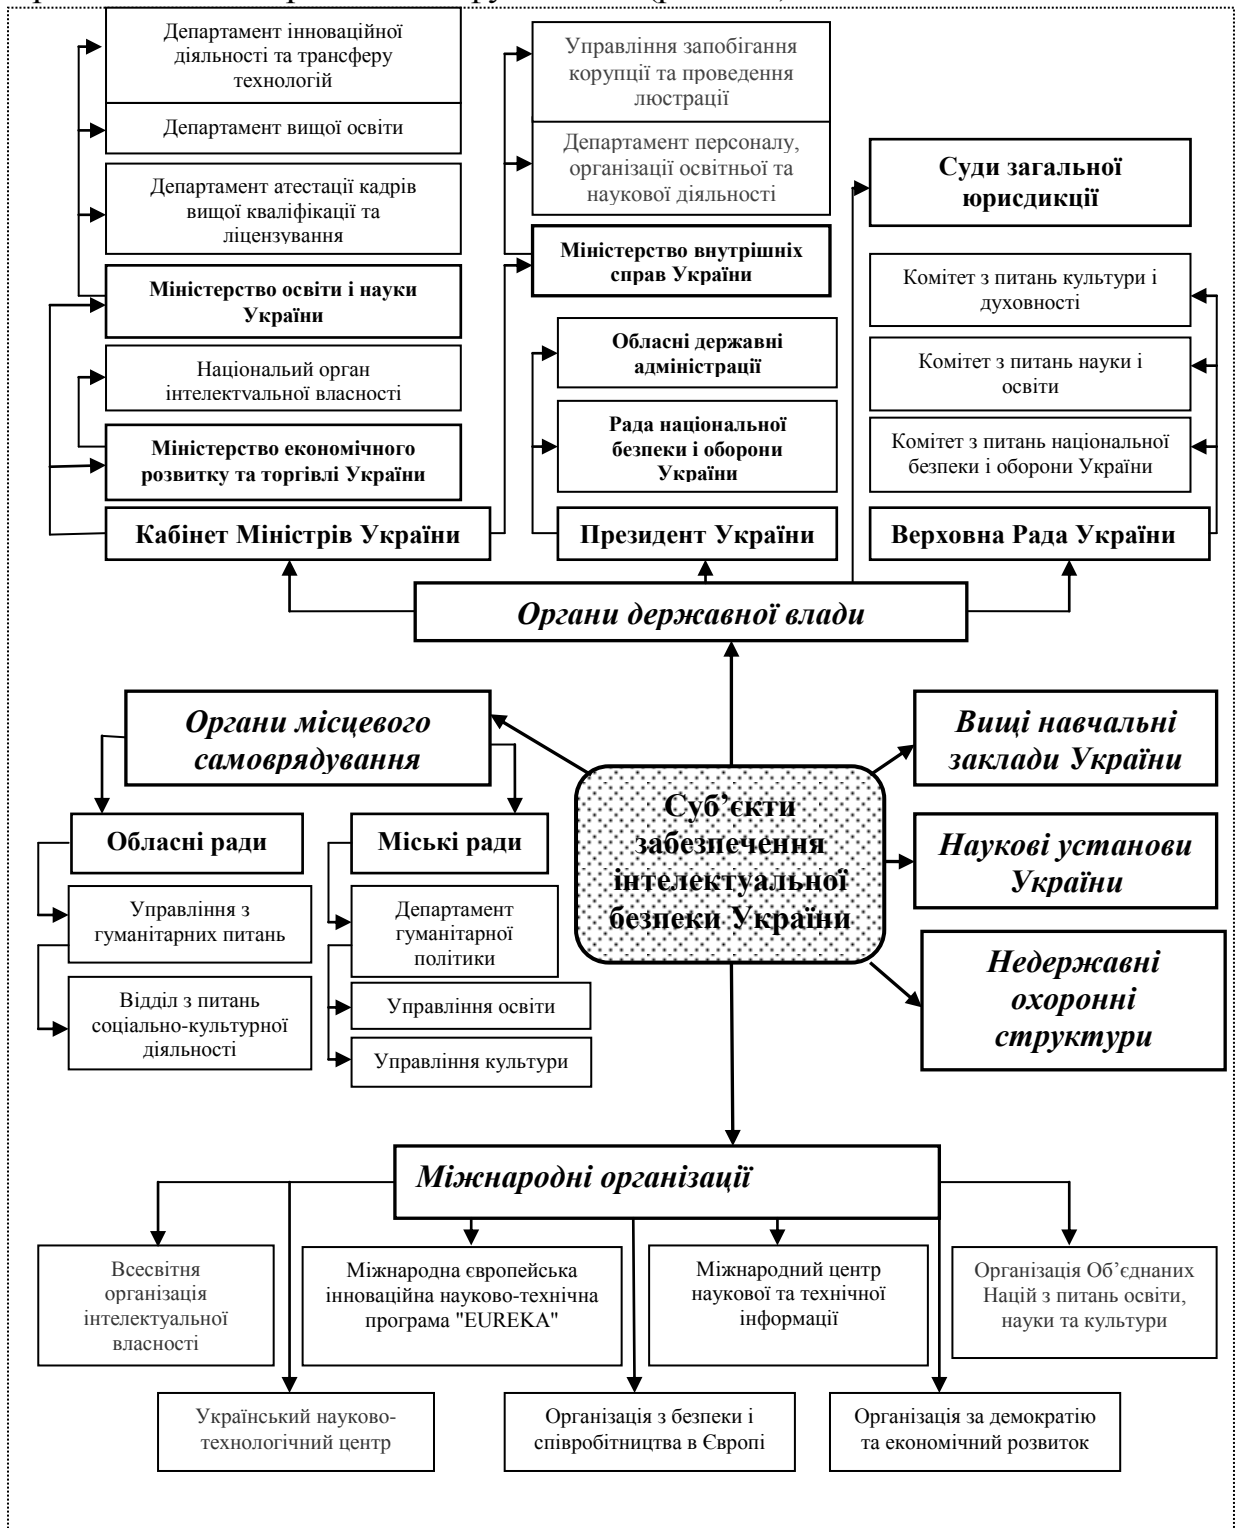 Департамент інноваційної
діяльності та трансферу
технологій
Департамент вищої освіти
Департамент атестації кадрів
вищої кваліфікації та
ліцензування
Міністерство освіти і науки
України
Національий орган
інтелектуальної власності
Міністерство економічного
розвитку та торгівлі України
Кабінет Міністрів України
Управління запобігання
корупції та проведення
люстрації
Департамент персоналу,
організації освітньої та
наукової діяльності
Міністерство внутрішніх
справ України
Обласні державні
адміністрації
Рада національної
безпеки і оборони
України
Президент України
Суди загальної
юрисдикції
Комітет з питань культури і
духовності
Комітет з питань науки і
освіти
Комітет з питань національної
безпеки і оборони України
Верховна Рада України
Органи державної влади
Органи місцевого
самоврядування
Обласні ради
Управління з
гуманітарних питань
Відділ з питань
соціально-культурної
діяльності
Міські ради
Департамент
гуманітарної
політики
Управління освіти
Управління культури
Суб’єкти
забезпечення
інтелектуальної
безпеки України
Вищі навчальні
заклади України
Наукові установи
України
Недержавні
охоронні
структури
Міжнародні організації
Всесвітня
організація
інтелектуальної
власності
Міжнародна європейська
інноваційна науково-технічна
програма "EUREKA"
Міжнародний центр
наукової та технічної
інформації
Організація Об’єднаних
Націй з питань освіти,
науки та культури
Український науково-
технологічний центр
Організація з безпеки і
співробітництва в Європі
Організація за демократію
та економічний розвиток